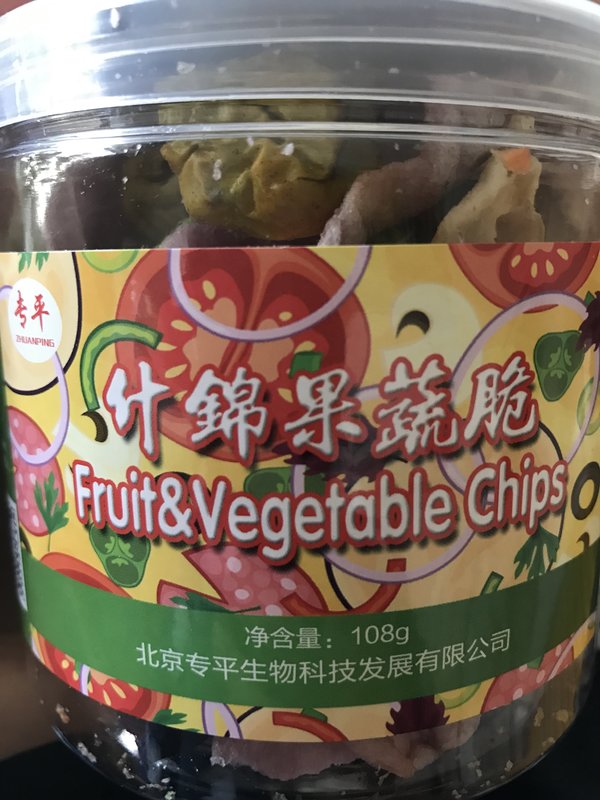 专平
ZHUANPING
什錦果蔬脆
Fruit&Vegetable Chips
净含量：108g
北京专平生物科技发展有限公司